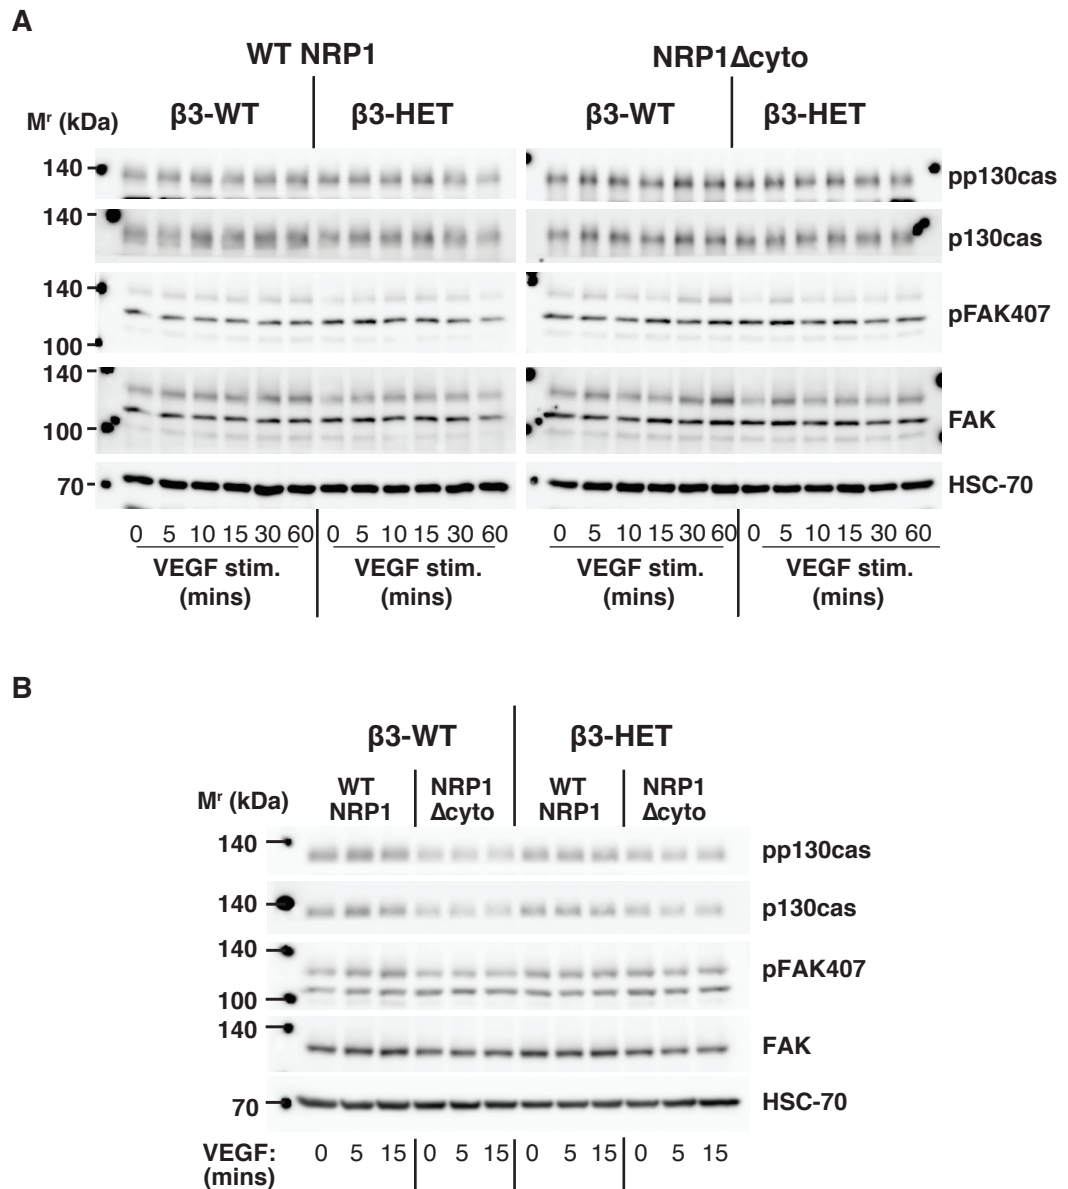 A
WT NRP1 NRP1Δcyto
Mʳ (kDa) β3-WT β3-HET β3-WT β3-HET
140 pp130cas
140 p130cas
140 pFAK407
100
140 FAK
100
70 HSC-70
0 5 10 15 30 60 0 5 10 15 30 60 0 5 10 15 30 60 0 5 10 15 30 60
VEGF stim. VEGF stim. VEGF stim. VEGF stim.
(mins) (mins) (mins) (mins)
B
β3-WT β3-HET
Mʳ (kDa) WT NRP1 WT NRP1
NRP1 Δcyto NRP1 Δcyto
140 pp130cas
140 p130cas
140 pFAK407
100
140 FAK
70 HSC-70
VEGF: 0 5 15 0 5 15 0 5 15 0 5 15
(mins)